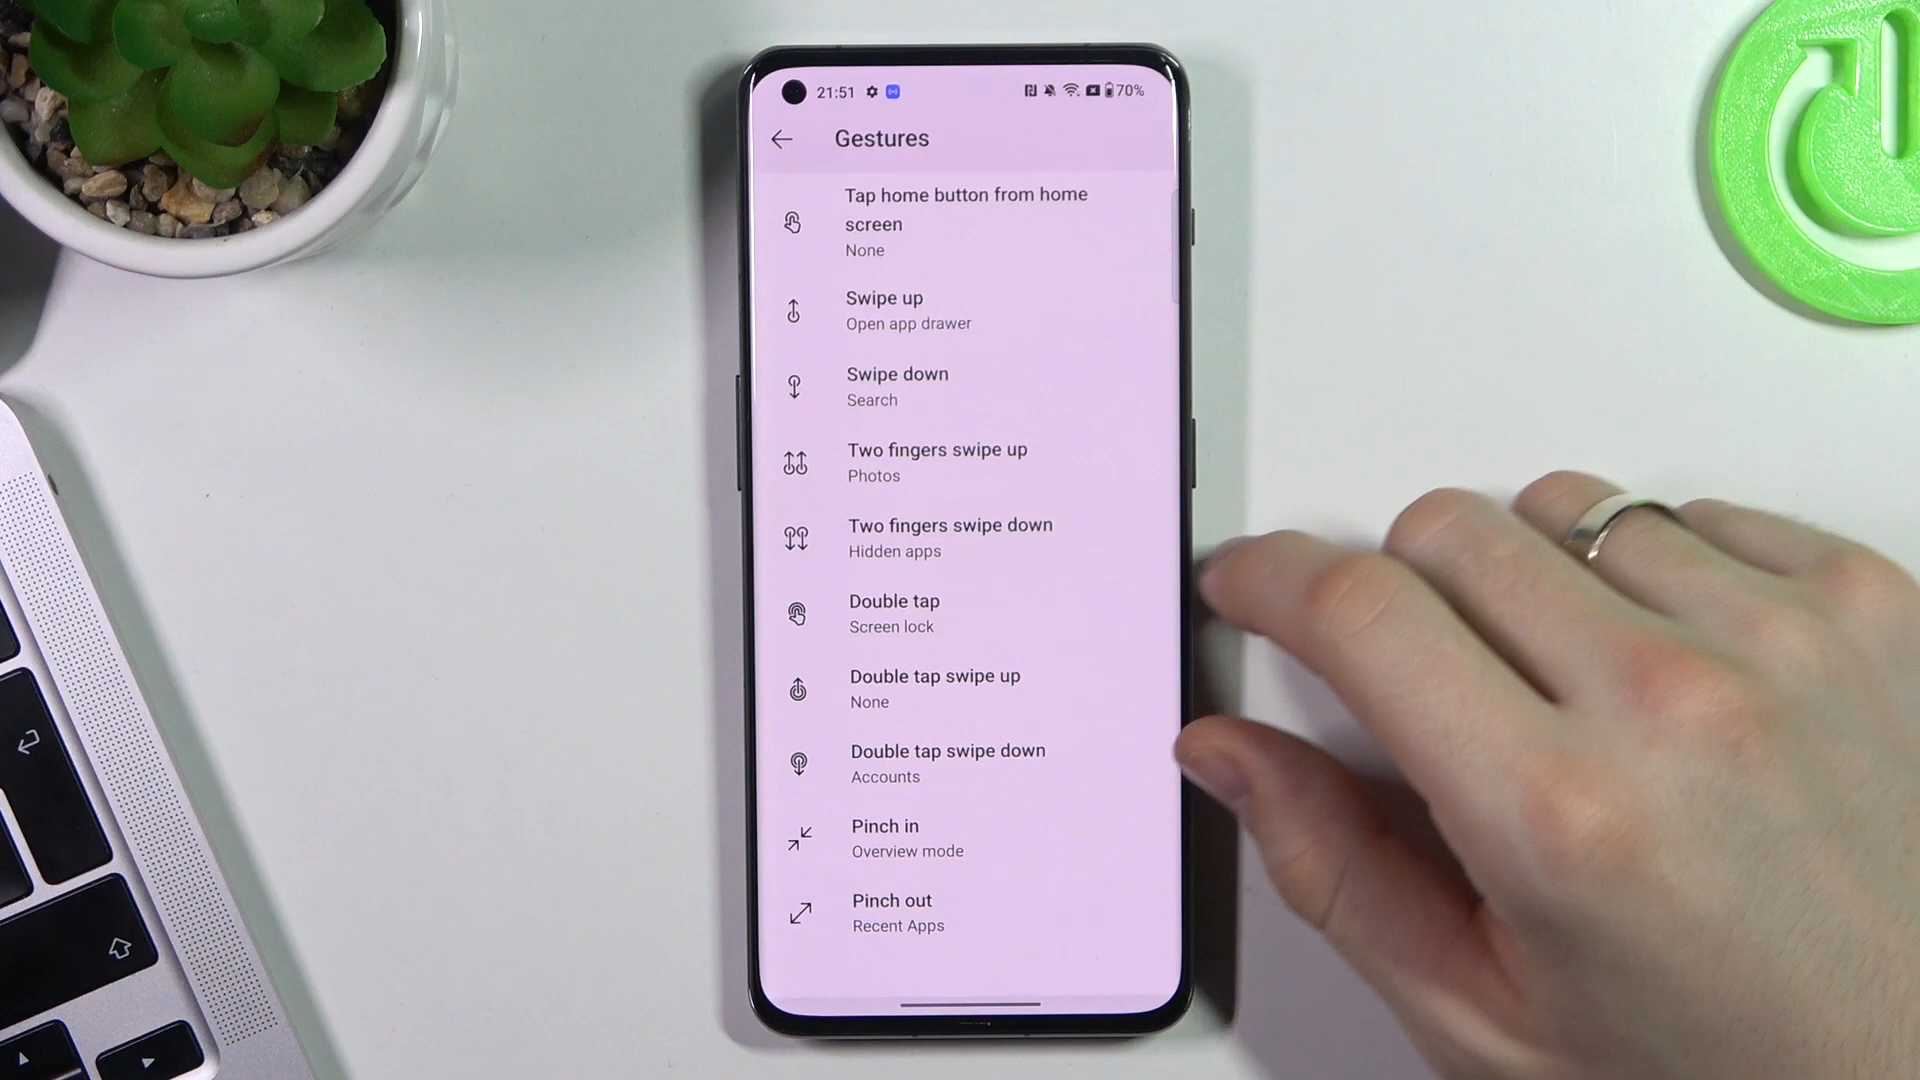 21:51
70%
Gestures
Tap home button from home
screen
None
Swipe up
Open app drawer
Swipe down
Search
Two fingers swipe up
Photos
Two fingers swipe down
Hidden apps
Double tap
Screen lock
Double tap swipe up
None
Double tap swipe down
Accounts
Pinch in
Overview mode
Pinch out
Recent Apps